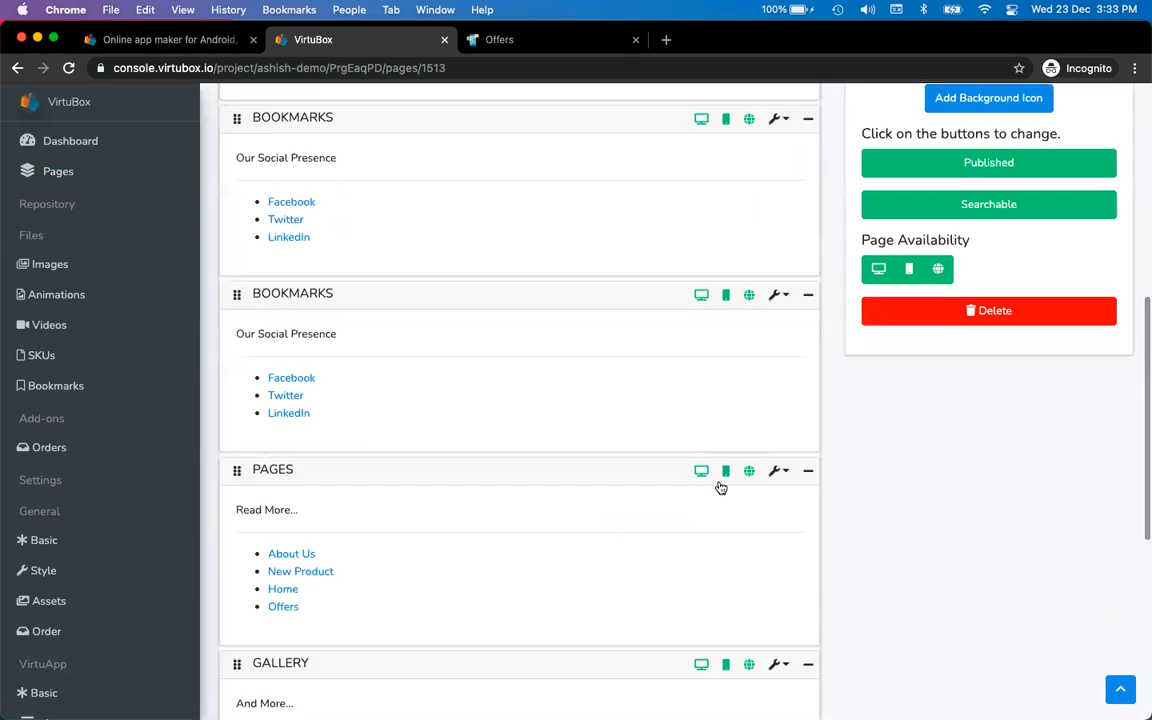 Chrome File Edit View History Bookmarks People Tab Window Help 100% Wed 23 Dec 3:33 PM
Online app maker for Android, VirtuBox Offers
console.virtubox.io/project/ashish-demo/PrgEaqPD/pages/1513 Incognito
VirtuBox
Dashboard
Pages
Repository
Files
Images
Animations
Videos
SKUs
Bookmarks
Add-ons
Orders
Settings
General
Basic
Style
Assets
Order
VirtuApp
Basic
BOOKMARKS
Our Social Presence
Facebook
Twitter
LinkedIn
BOOKMARKS
Our Social Presence
Facebook
Twitter
LinkedIn
PAGES
Read More...
About Us
New Product
Home
Offers
GALLERY
And More...
Add Background Icon
Click on the buttons to change.
Published
Searchable
Page Availability
Delete